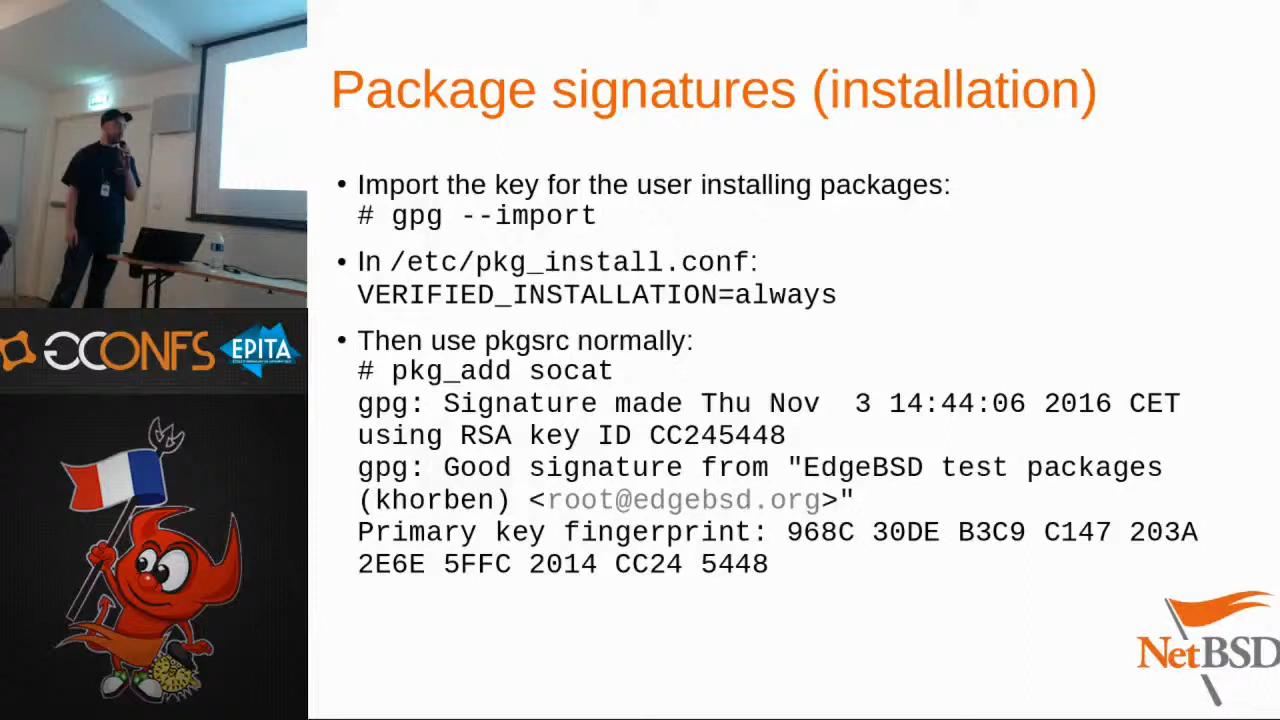 Package signatures (installation)
• Import the key for the user installing packages:
# gpg --import
• In /etc/pkg_install.conf:
VERIFIED_INSTALLATION=always
• Then use pkgsrc normally:
# pkg_add socat
gpg: Signature made Thu Nov  3 14:44:06 2016 CET
using RSA key ID CC245448
gpg: Good signature from "EdgeBSD test packages
(khorben) <root@edgebsd.org>"
Primary key fingerprint: 968C 30DE B3C9 C147 203A
2E6E 5FFC 2014 CC24 5448
GCONFS
EPITA
NetBSD